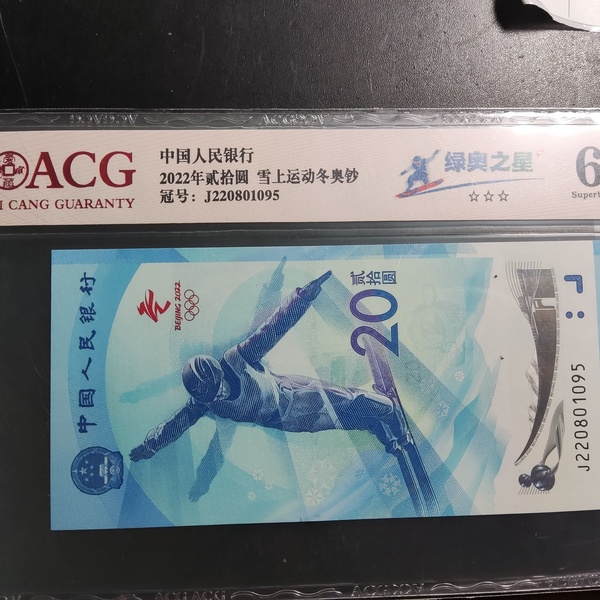 ACG
I CANG GUARANTY
中国人民银行
2022年贰拾圆 雪上运动冬奥钞
冠号: J220801095
绿奥之星
☆☆☆
6
Superb
中国人民银行
BEIJING 2022
20
贰拾圆
J220801095